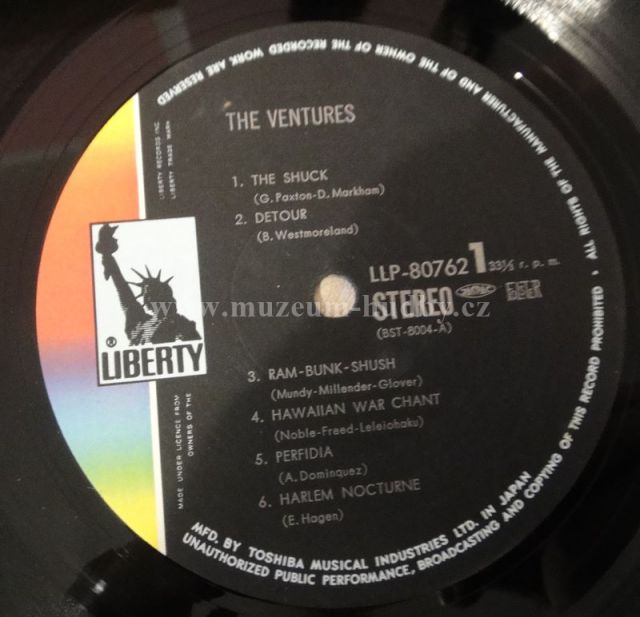 THE VENTURES
1. THE SHUCK
(G. Paxton-D. Markham)
2. DETOUR
(B. Westmoreland)
LLP-80762 1 33⅓ r. p. m.
STEREO
(BST-8004-A)
3. RAM-BUNK-SHUSH
(Mundy-Millender-Glover)
4. HAWAIIAN WAR CHANT
(Noble-Freed-Leleiohaku)
5. PERFIDIA
(A. Dominquez)
6. HARLEM NOCTURNE
(E. Hagen)
LIBERTY
LIBERTY RECORDS INC.
LIBERTY TRADE MARK
MADE UNDER LICENCE FROM
OWNERS OF THE
MFD. BY TOSHIBA MUSICAL INDUSTRIES LTD. IN JAPAN
ALL RIGHTS OF THE MANUFACTURER AND OF THE OWNER OF THE RECORDED WORK ARE RESERVED
UNAUTHORIZED PUBLIC PERFORMANCE, BROADCASTING AND COPYING OF THIS RECORD PROHIBITED